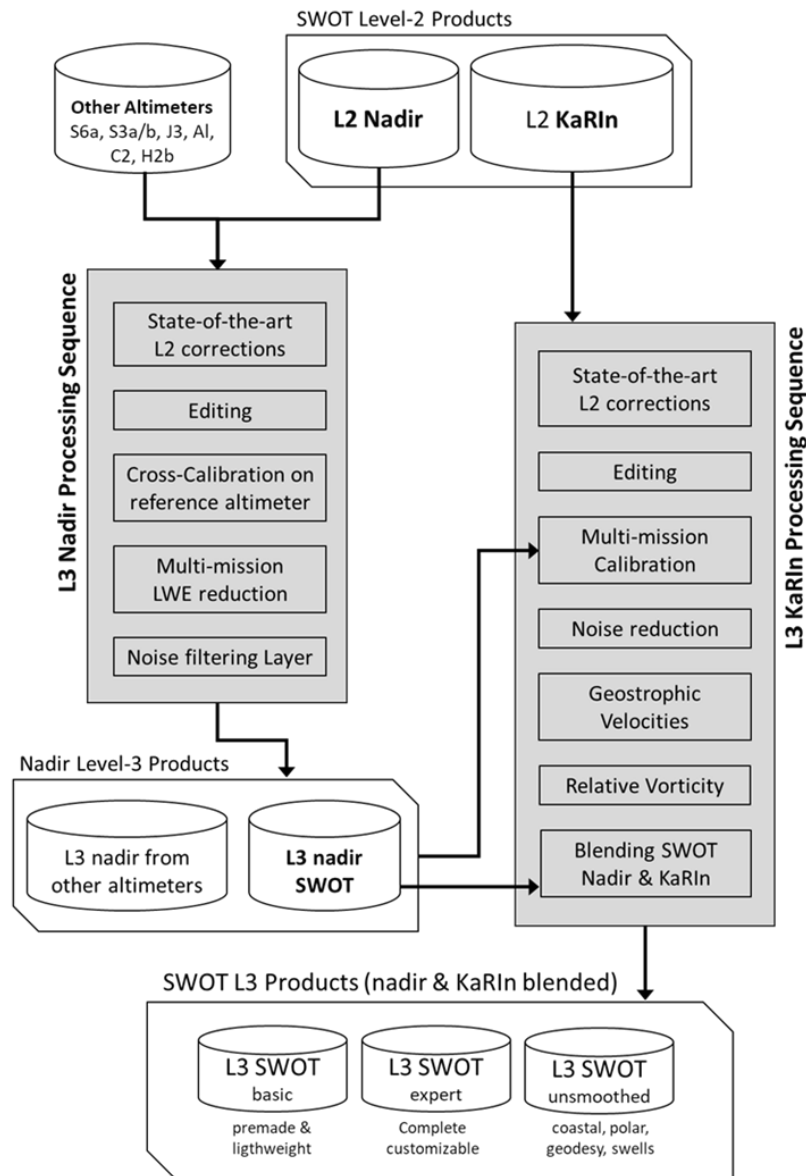 SWOT Level-2 Products
Other Altimeters
S6a, S3a/b, J3, Al,
C2, H2b
L2 Nadir
L2 KaRIn
L3 Nadir Processing Sequence
State-of-the-art
L2 corrections
Editing
Cross-Calibration on
reference altimeter
Multi-mission
LWE reduction
Noise filtering Layer
L3 KaRIn Processing Sequence
State-of-the-art
L2 corrections
Editing
Multi-mission
Calibration
Noise reduction
Geostrophic
Velocities
Relative Vorticity
Blending SWOT
Nadir & KaRIn
Nadir Level-3 Products
L3 nadir from
other altimeters
L3 nadir
SWOT
SWOT L3 Products (nadir & KaRIn blended)
L3 SWOT
basic
premade &
ligthweight
L3 SWOT
expert
Complete
customizable
L3 SWOT
unsmoothed
coastal, polar,
geodesy, swells